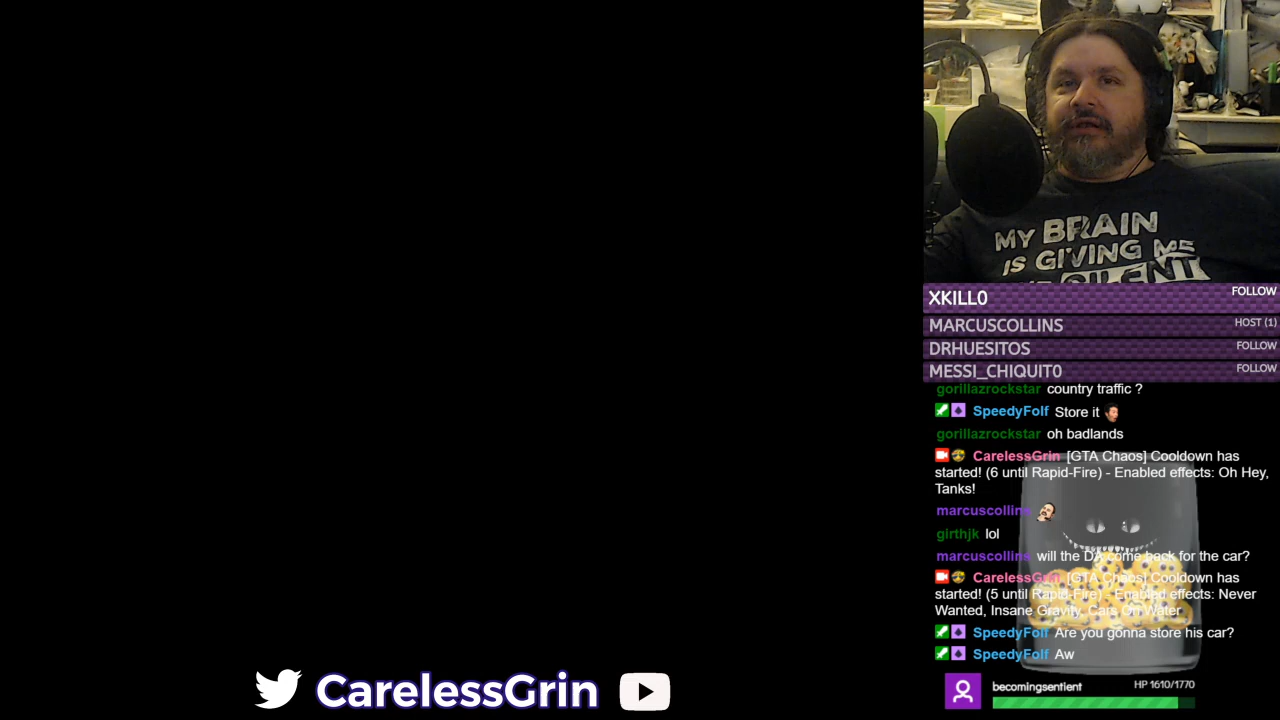 MY BRAIN
IS GIVING ME
SILENT
XKILL0
FOLLOW
MARCUSCOLLINS
HOST (1)
DRHUESITOS
FOLLOW
MESSI_CHIQUIT0
FOLLOW
gorillazrockstar country traffic ?
SpeedyFolf Store it
gorillazrockstar oh badlands
CarelessGrin [GTA Chaos] Cooldown has
started! (6 until Rapid-Fire) - Enabled effects: Oh Hey,
Tanks!
marcuscollins
girthjk lol
marcuscollins will the DA come back for the car?
CarelessGrin [GTA Chaos] Cooldown has
started! (5 until Rapid-Fire) - Enabled effects: Never
Wanted, Insane Gravity, Cars On Water
SpeedyFolf Are you gonna store his car?
SpeedyFolf Aw
becomingsentient
HP 1610/1770
CarelessGrin